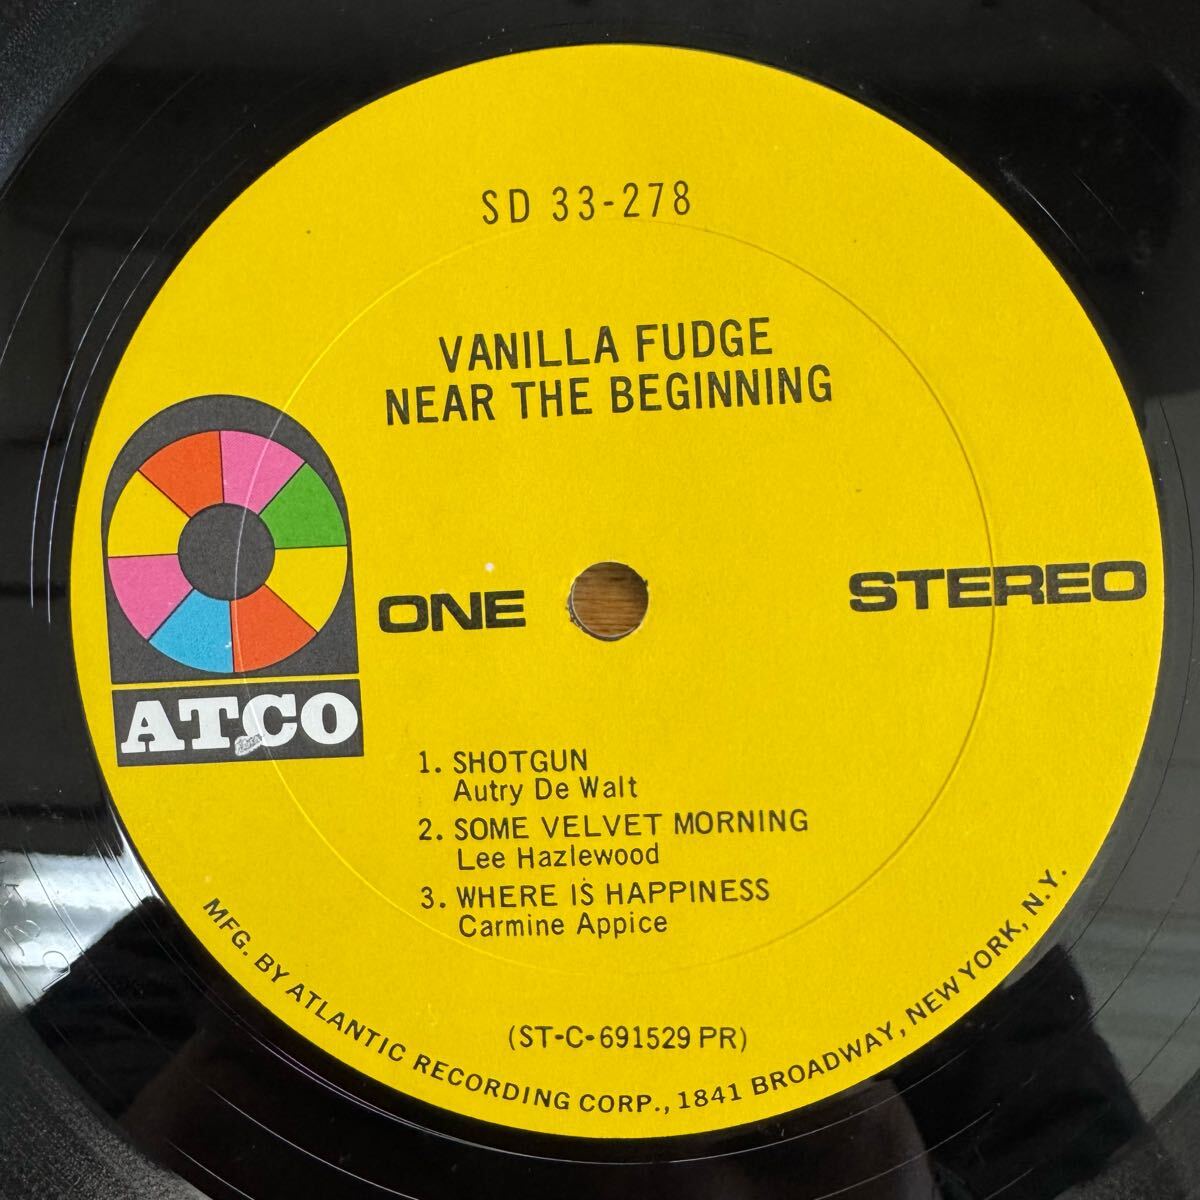 SD 33-278
VANILLA FUDGE
NEAR THE BEGINNING
ONE
STEREO
ATCO
1. SHOTGUN
Autry De Walt
2. SOME VELVET MORNING
Lee Hazlewood
3. WHERE IS HAPPINESS
Carmine Appice
(ST-C-691529 PR)
MFG. BY ATLANTIC RECORDING CORP., 1841 BROADWAY, NEW YORK, N.Y.